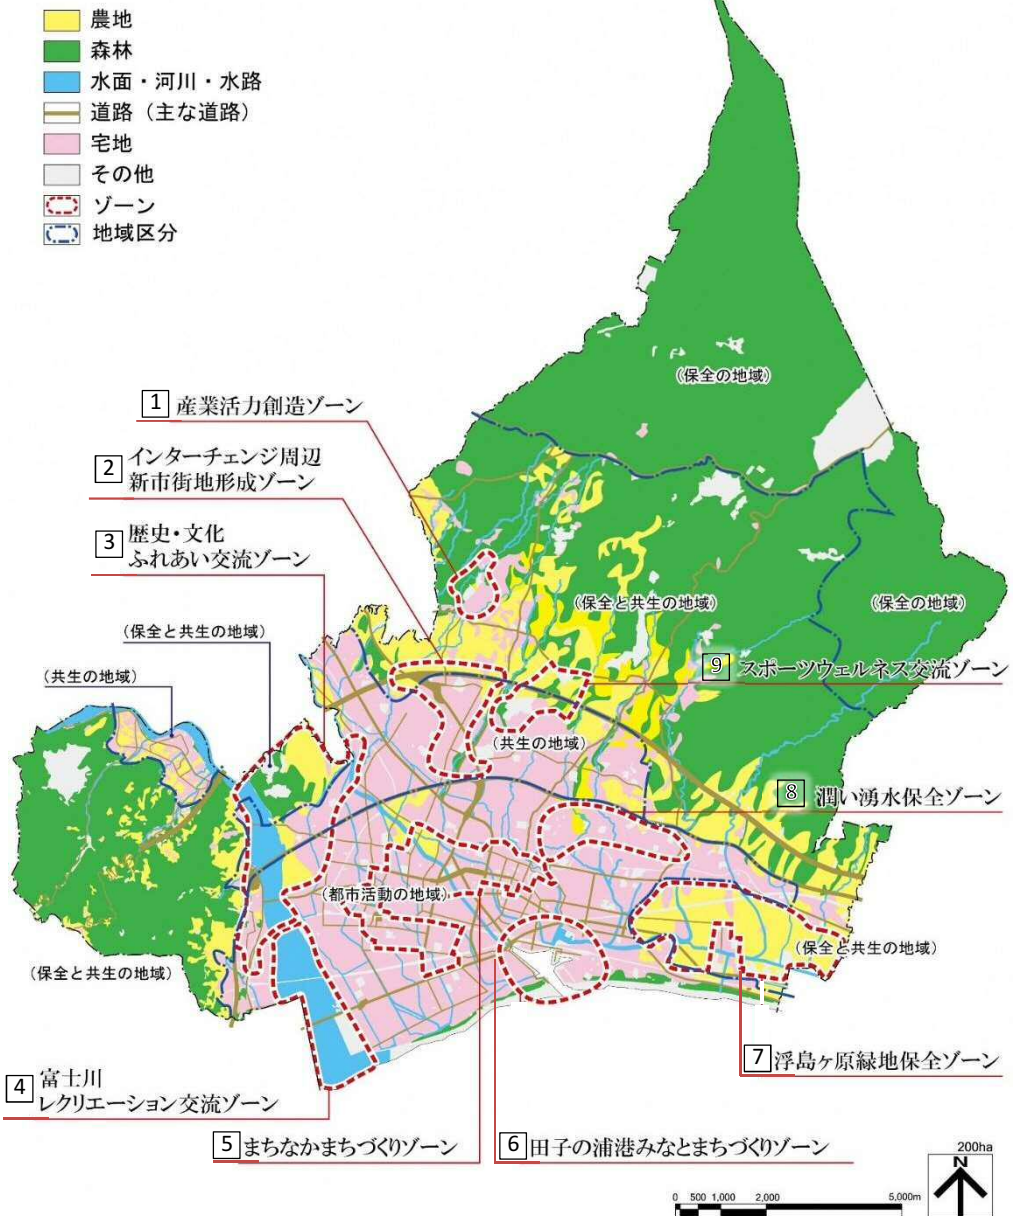 農地
森林
水面・河川・水路
道路（主な道路）
宅地
その他
ゾーン
地域区分
(保全の地域)
1 産業活力創造ゾーン
2 インターチェンジ周辺
新市街地形成ゾーン
3 歴史・文化
ふれあい交流ゾーン
(保全と共生の地域)
(保全の地域)
(保全と共生の地域)
(共生の地域)
9 スポーツウェルネス交流ゾーン
(共生の地域)
8 潤い湧水保全ゾーン
(都市活動の地域)
(保全と共生の地域)
(保全と共生の地域)
7 浮島ヶ原緑地保全ゾーン
4 富士川
レクリエーション交流ゾーン
5 まちなかまちづくりゾーン
6 田子の浦港みなとまちづくりゾーン
200ha
N
0 500 1,000 2,000 5,000m